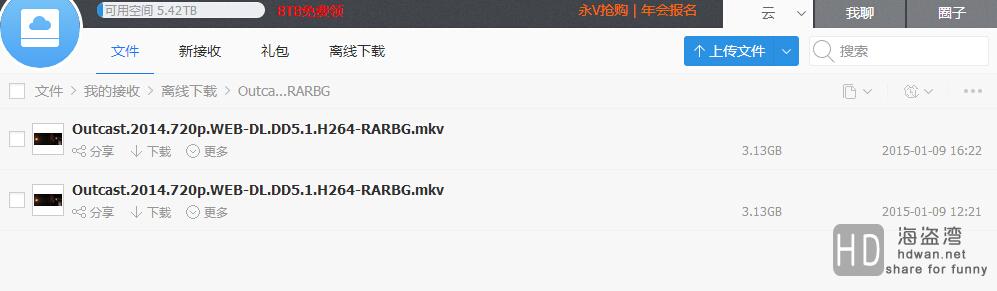 可用空间 5.42TB
8TB免费领
永V抢购 | 年会报名
云
我聊
圈子
文件
新接收
礼包
离线下载
上传文件
搜索
文件 > 我的接收 > 离线下载 > Outca...RARBG
Outcast.2014.720p.WEB-DL.DD5.1.H264-RARBG.mkv
分享 下载 更多 3.13GB 2015-01-09 16:22
Outcast.2014.720p.WEB-DL.DD5.1.H264-RARBG.mkv
分享 下载 更多 3.13GB 2015-01-09 12:21
HD 海盗湾
hdwan.net
share for funny